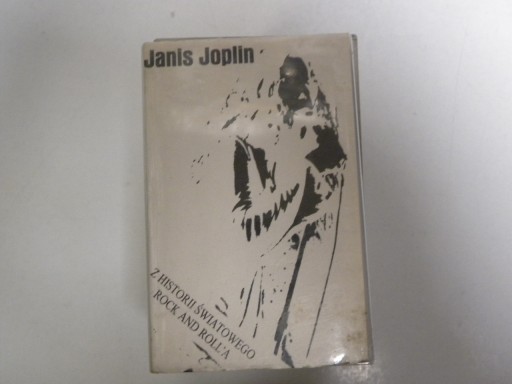 Janis Joplin
Z HISTORII ŚWIATOWEGO
ROCK AND ROLL'A